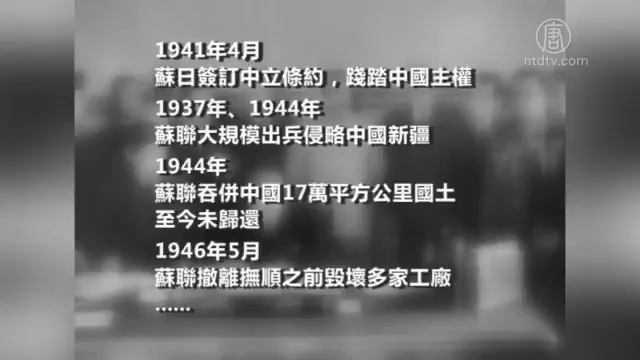 唐
ntdtv.com
1941年4月
蘇日簽訂中立條約，踐踏中國主權
1937年、1944年
蘇聯大規模出兵侵略中國新疆
1944年
蘇聯吞併中國17萬平方公里國土
至今未歸還
1946年5月
蘇聯撤離撫順之前毀壞多家工廠
......